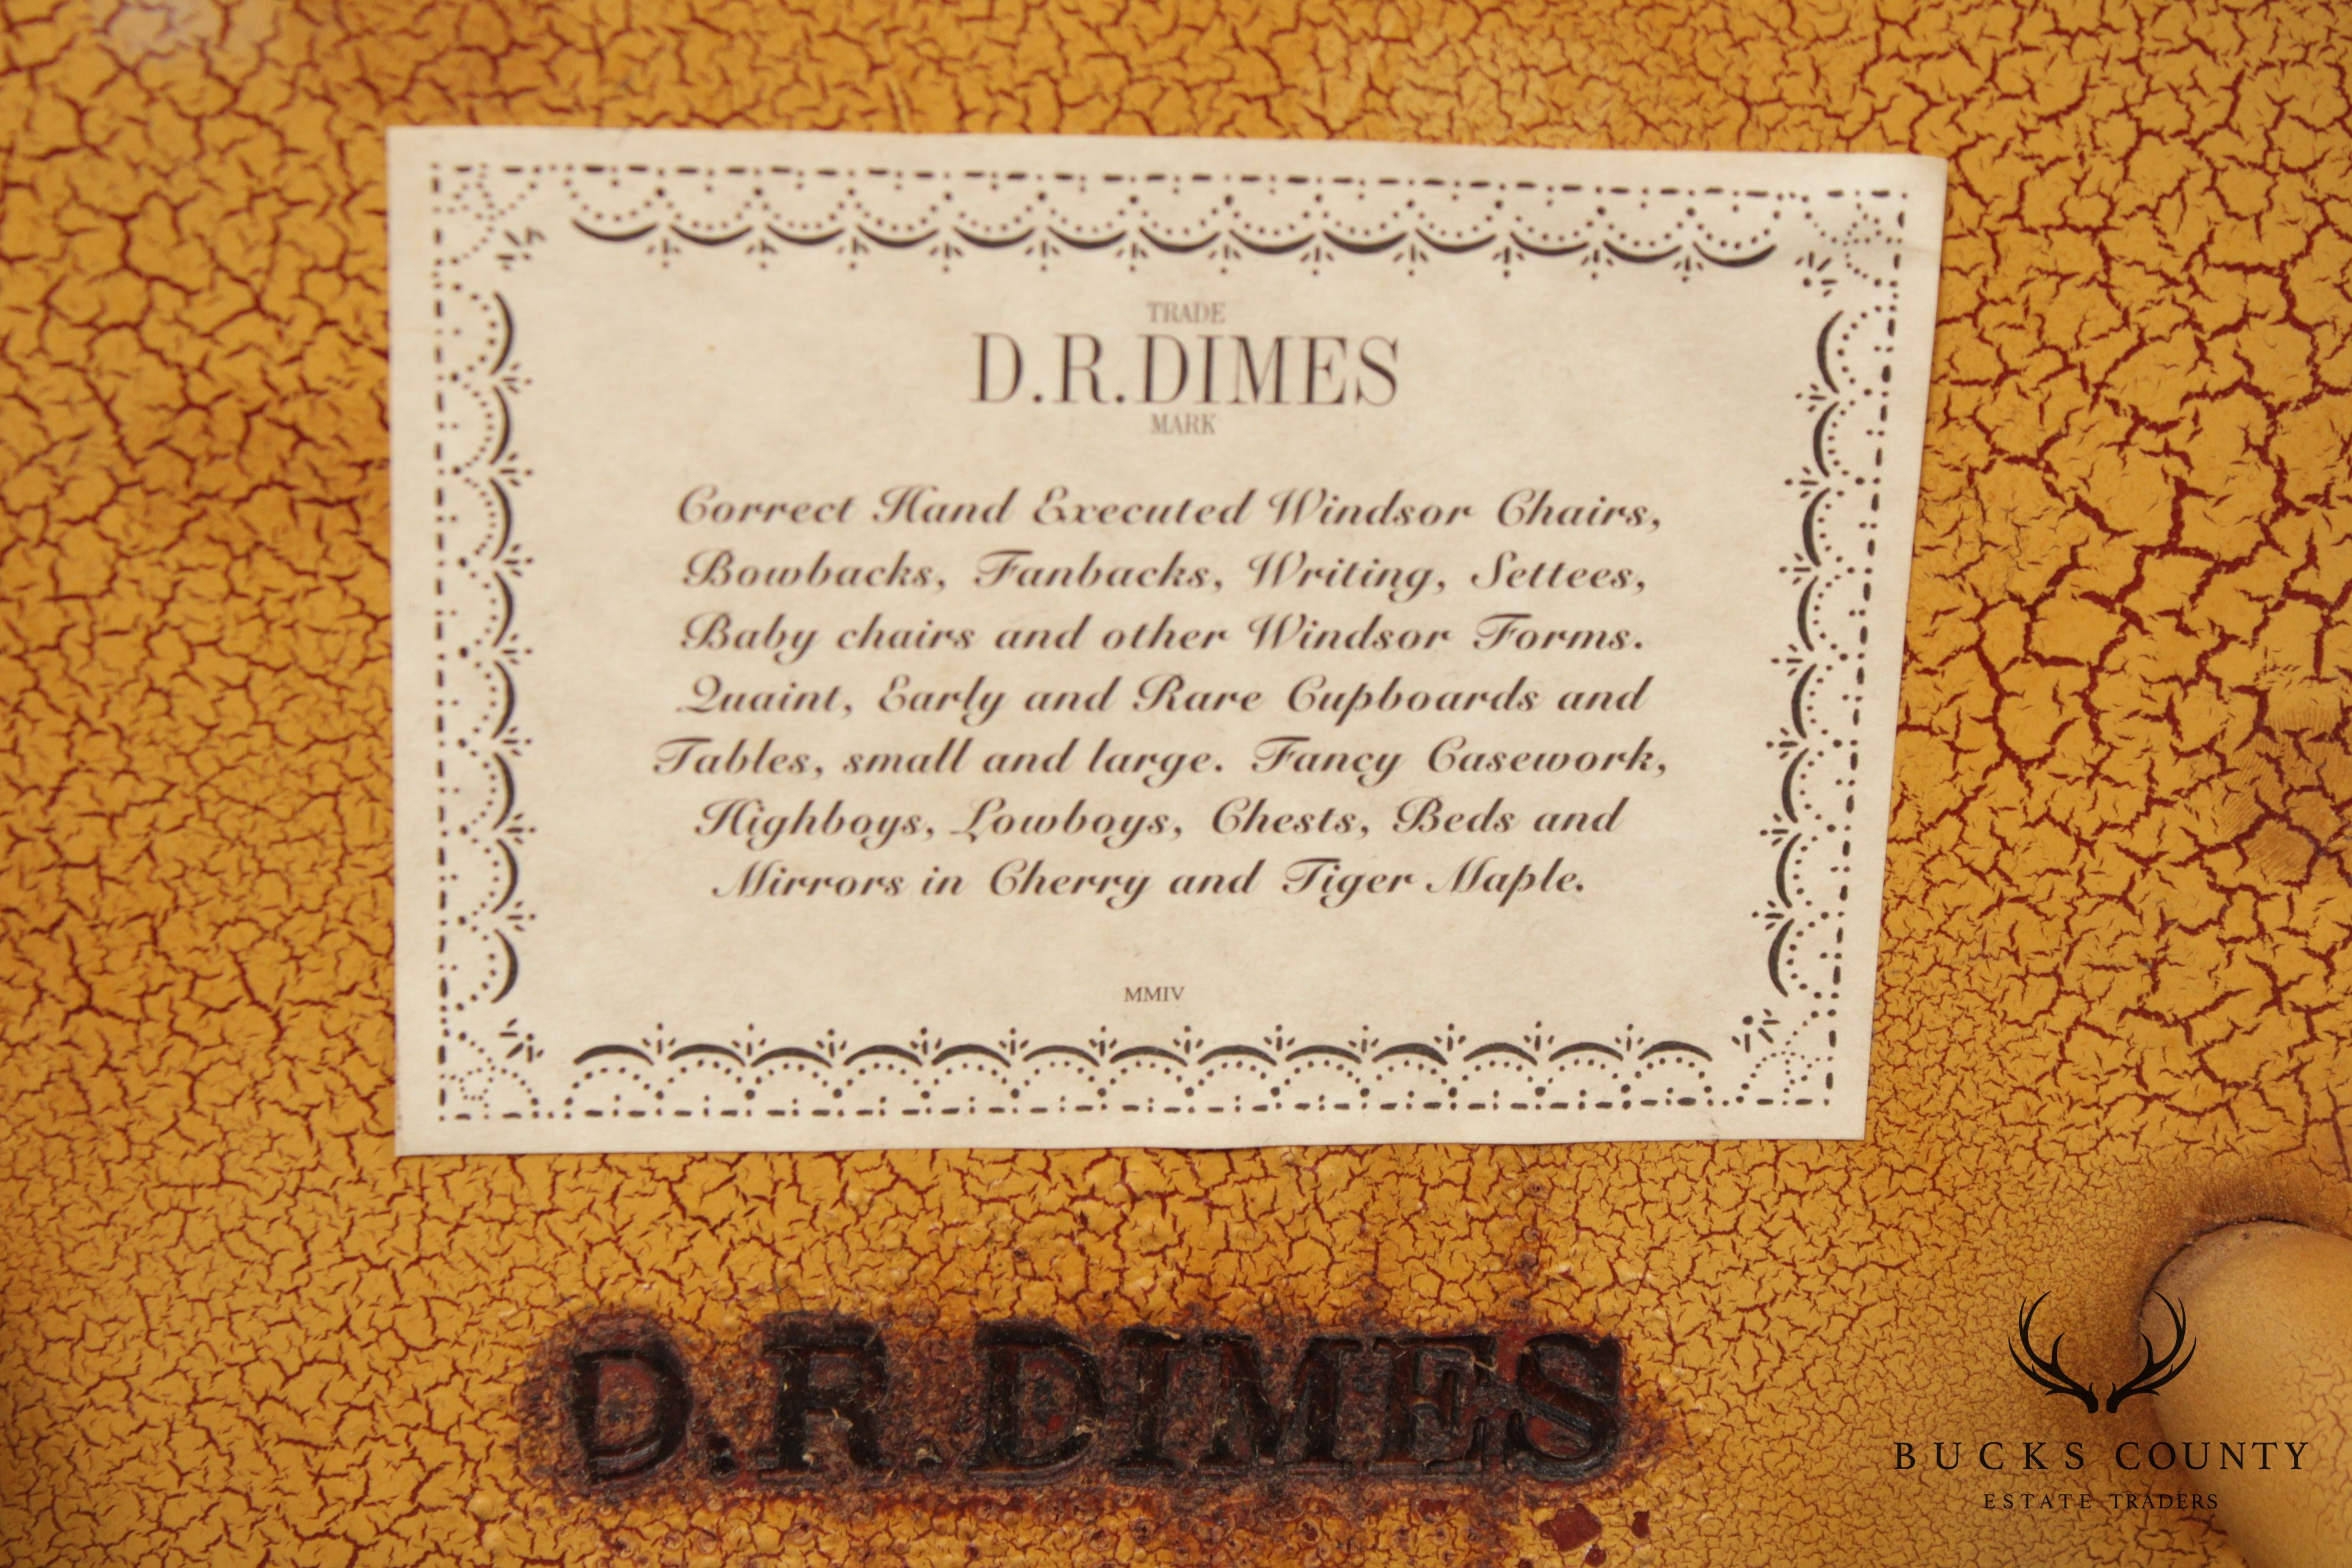 TRADE
D.R.DIMES
MARK
Correct Hand Executed Windsor Chairs,
Bowbacks, Fanbacks, Writing, Settees,
Baby chairs and other Windsor Forms.
Quaint, Early and Rare Cupboards and
Tables, small and large. Fancy Casework,
Highboys, Lowboys, Chests, Beds and
Mirrors in Cherry and Tiger Maple.
MMIV
D.R.DIMES
BUCKS COUNTY
ESTATE TRADERS